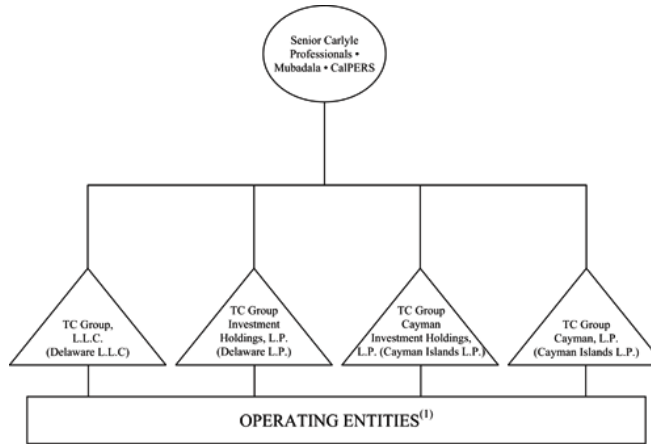 Senior Carlyle
Professionals •
Mubadala • CalPERS
TC Group,
L.L.C.
(Delaware L.L.C)
TC Group
Investment
Holdings, L.P.
(Delaware L.P.)
TC Group
Cayman
Investment Holdings,
L.P. (Cayman Islands L.P.)
TC Group
Cayman, L.P.
(Cayman Islands L.P.)
OPERATING ENTITIES(1)